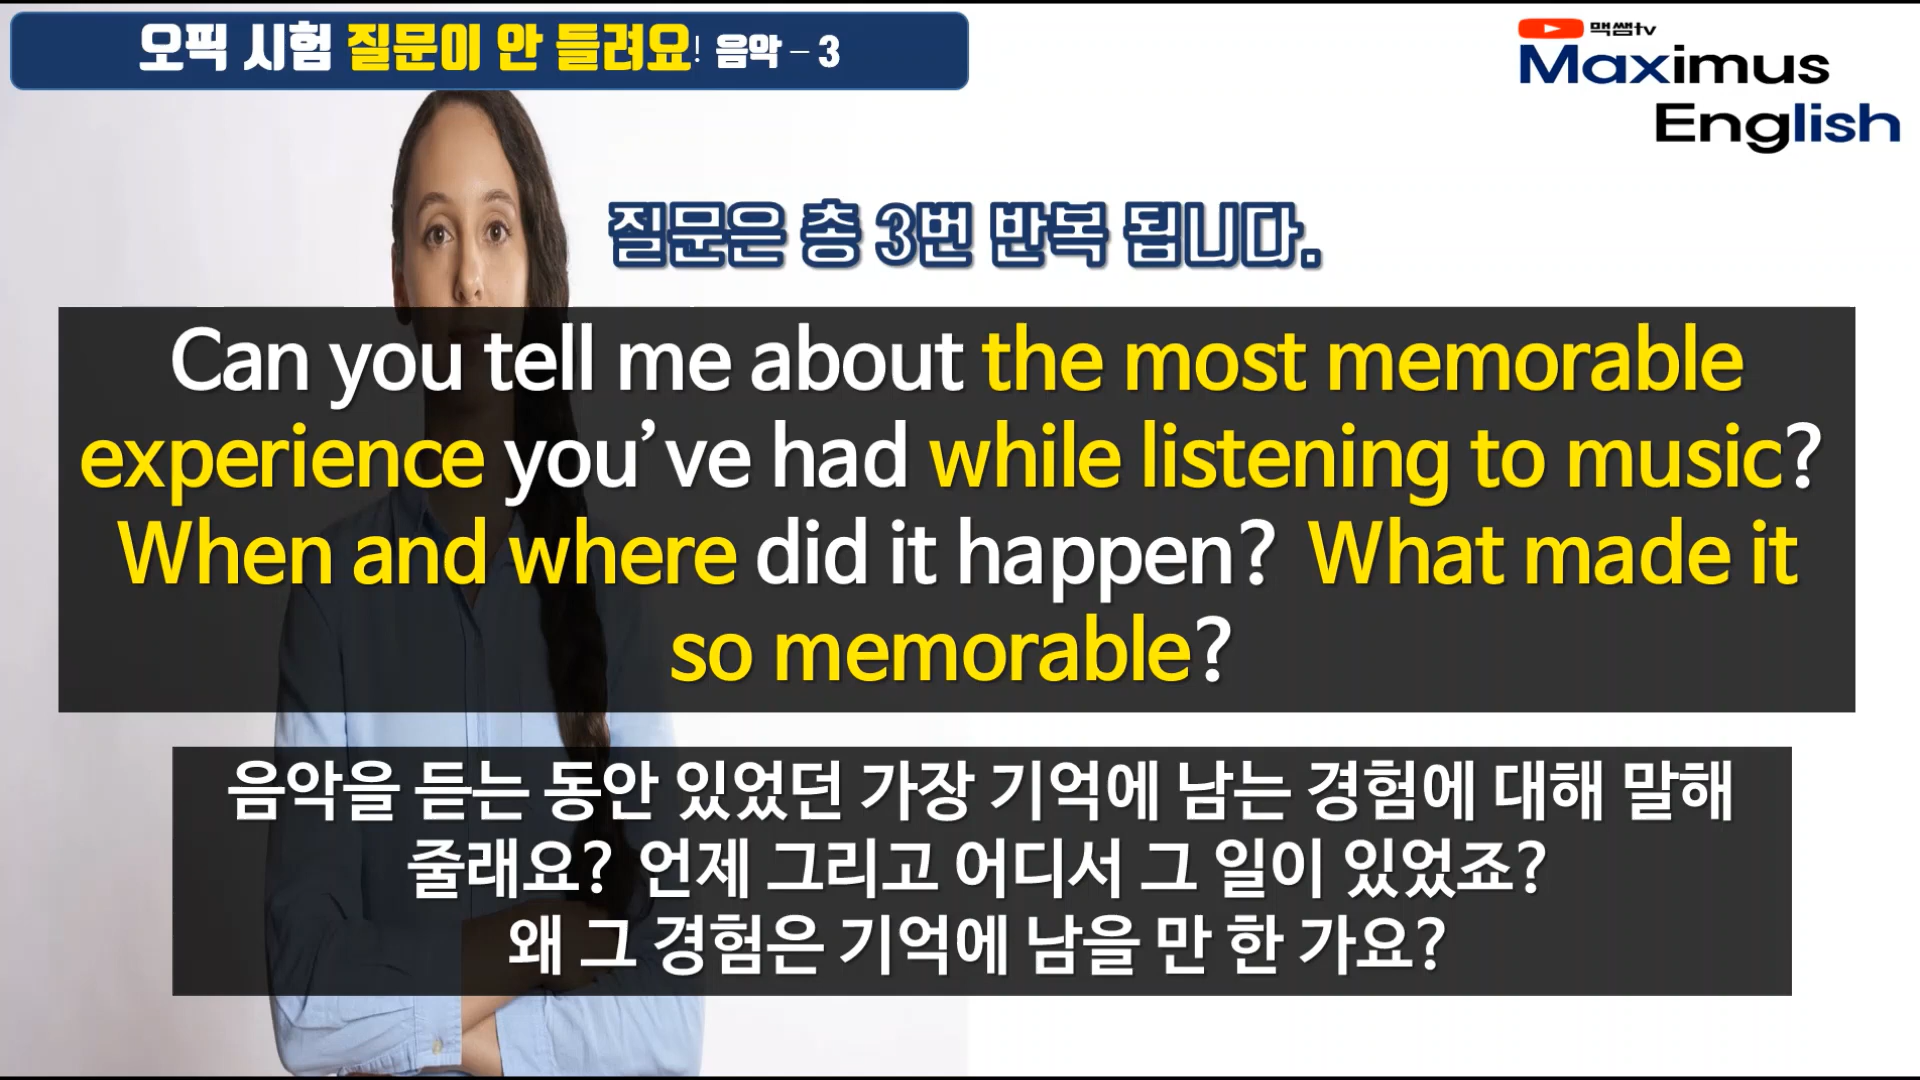 오픽 시험 질문이 안 들려요! 음악 – 3
맥쌤tv
Maximus
English
질문은 총 3번 반복 됩니다.
Can you tell me about the most memorable
experience you’ve had while listening to music?
When and where did it happen? What made it
so memorable?
음악을 듣는 동안 있었던 가장 기억에 남는 경험에 대해 말해
줄래요? 언제 그리고 어디서 그 일이 있었죠?
왜 그 경험은 기억에 남을 만 한 가요?